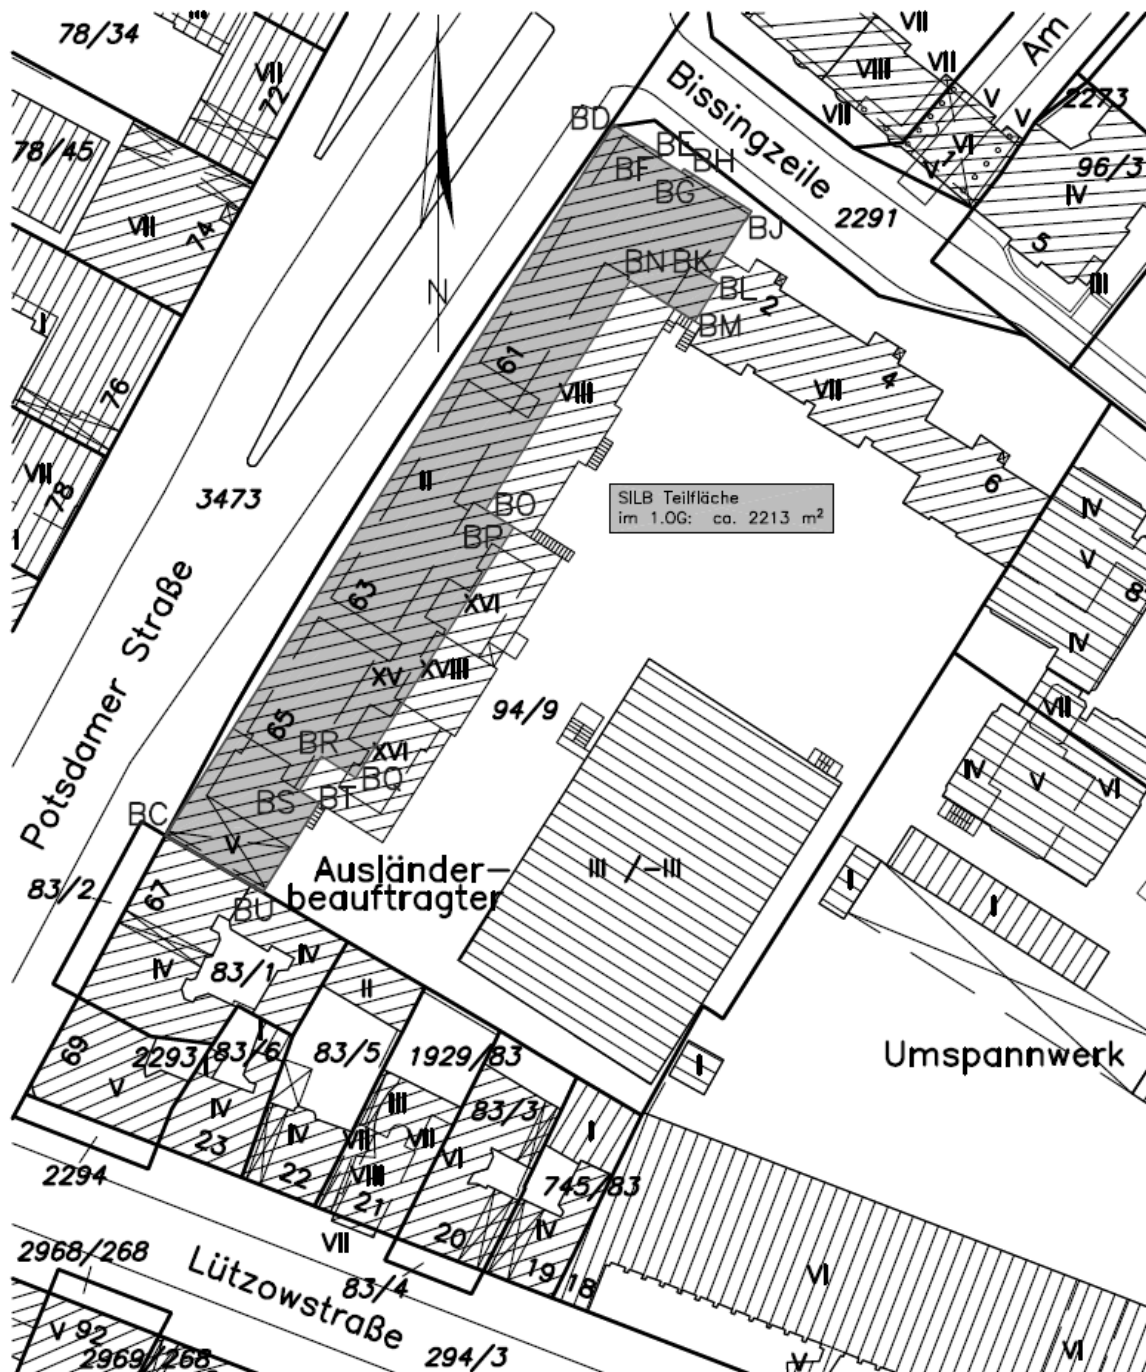 78/34
III
VII
72
78/45
VII
74
I
76
VII
78
I
3473
N
Bissingzeile
2291
VII
VIII
VII
VII
V
V
Am
2273
VI
V
1
96/3
IV
5
III
BD
BE
BF
BH
BG
BJ
BN
BK
BL
BM
2
4
VII
6
61
VIII
II
BO
BP
SILB Teilfläche
im 1.OG: ca. 2213 m²
63
XVI
XV
XVIII
94/9
65
BR
XVI
BQ
BS
BT
BC
V
BU
Potsdamer Straße
83/2
67
Ausländer-
beauftragter
III /-III
IV
V
8
IV
VII
IV
V
VI
I
I
IV
83/1
IV
II
I
69
2293
I
83/6
83/5
1929/83
I
Umspannwerk
V
IV
23
IV
22
III
VII
VII
VIII
21
VI
83/3
20
I
745/83
IV
19
18
2294
VII
2968/268
Lützowstraße
83/4
VI
V 92
2969/268
294/3
V
VI